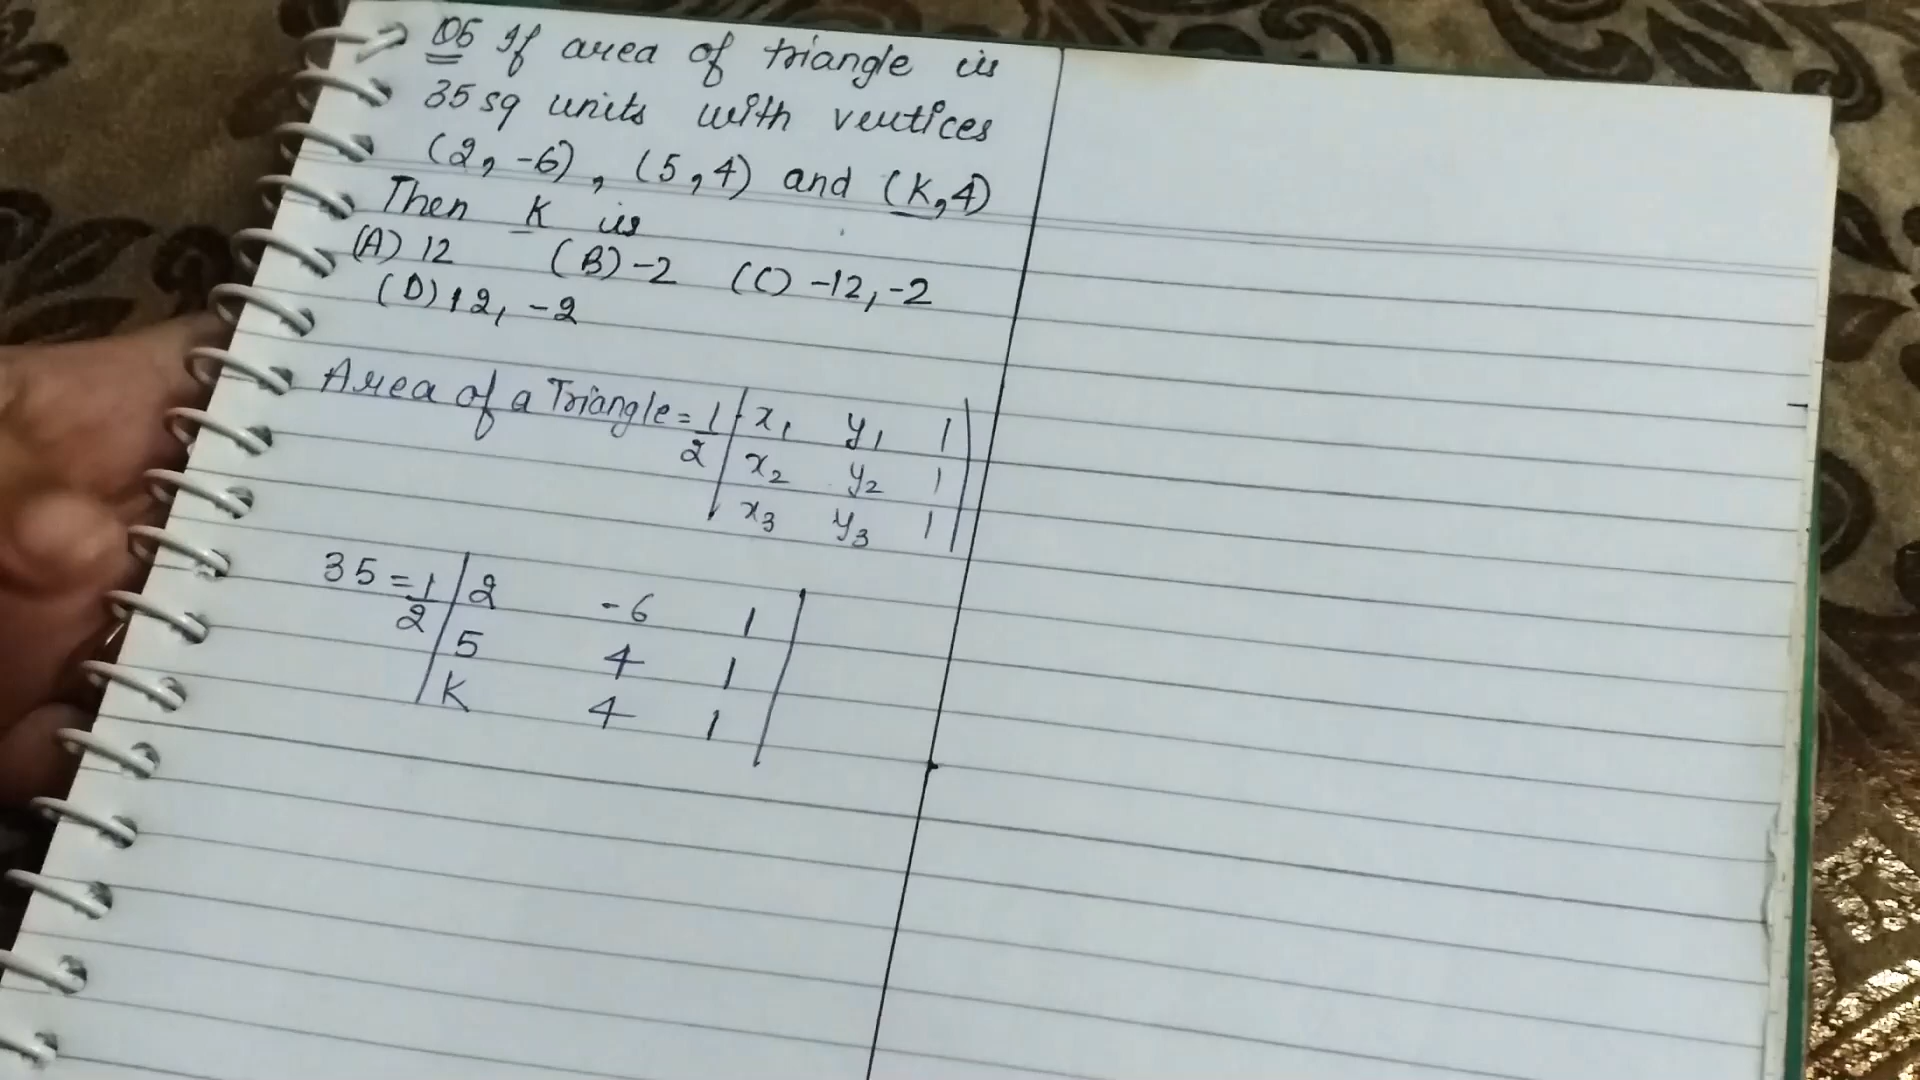 Q5 If area of triangle is
35 sq units with vertices
(2, -6), (5, 4) and (K, 4)
Then K is
(A) 12 (B) -2 (C) -12, -2
(D) 12, -2
Area of a Triangle = 1/2 | x₁ y₁ 1 |
| x₂ y₂ 1 |
| x₃ y₃ 1 |
35 = 1/2 | 2 -6 1 |
| 5 4 1 |
| K 4 1 |